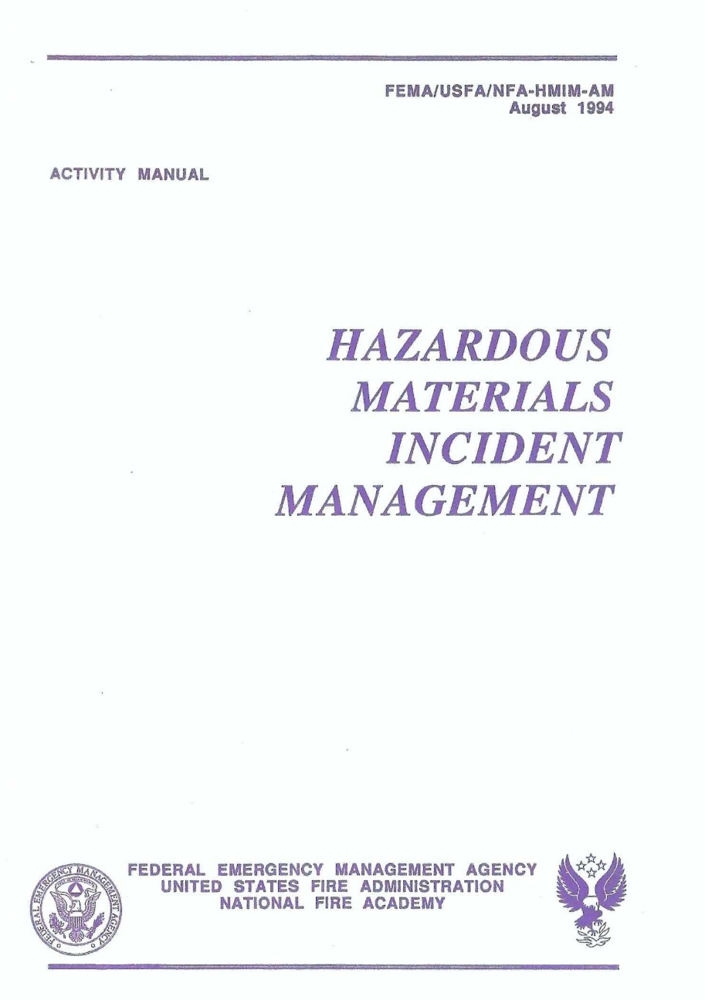 FEMA/USFA/NFA-HMIM-AM
August 1994
ACTIVITY MANUAL
HAZARDOUS
MATERIALS
INCIDENT
MANAGEMENT
FEDERAL EMERGENCY MANAGEMENT AGENCY
FEDERAL EMERGENCY MANAGEMENT AGENCY
UNITED STATES FIRE ADMINISTRATION
NATIONAL FIRE ACADEMY